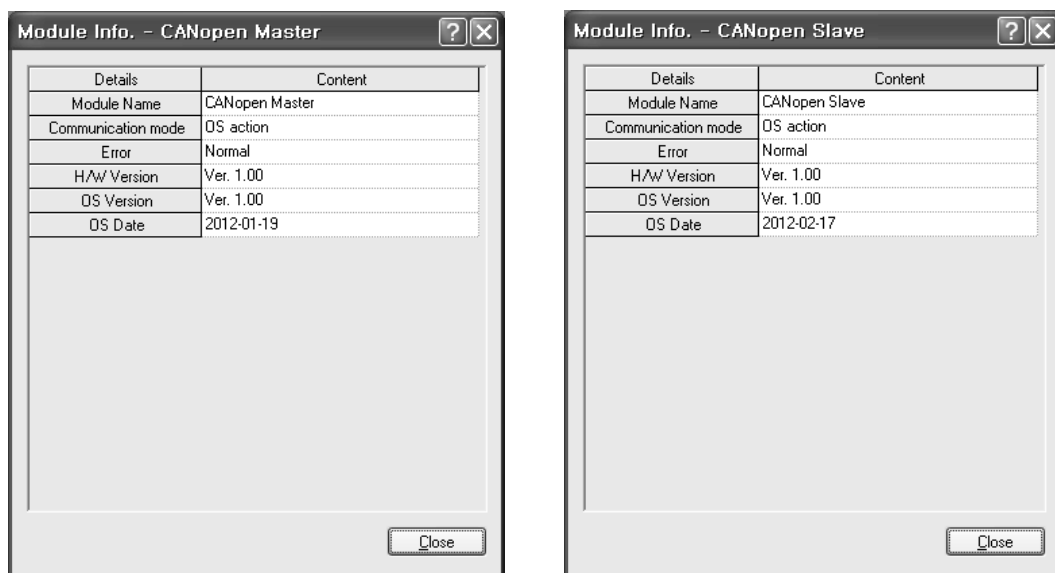 Module Info. - CANopen Master
Details Content
Module Name CANopen Master
Communication mode OS action
Error Normal
H/W Version Ver. 1.00
OS Version Ver. 1.00
OS Date 2012-01-19
Close
Module Info. - CANopen Slave
Details Content
Module Name CANopen Slave
Communication mode OS action
Error Normal
H/W Version Ver. 1.00
OS Version Ver. 1.00
OS Date 2012-02-17
Close